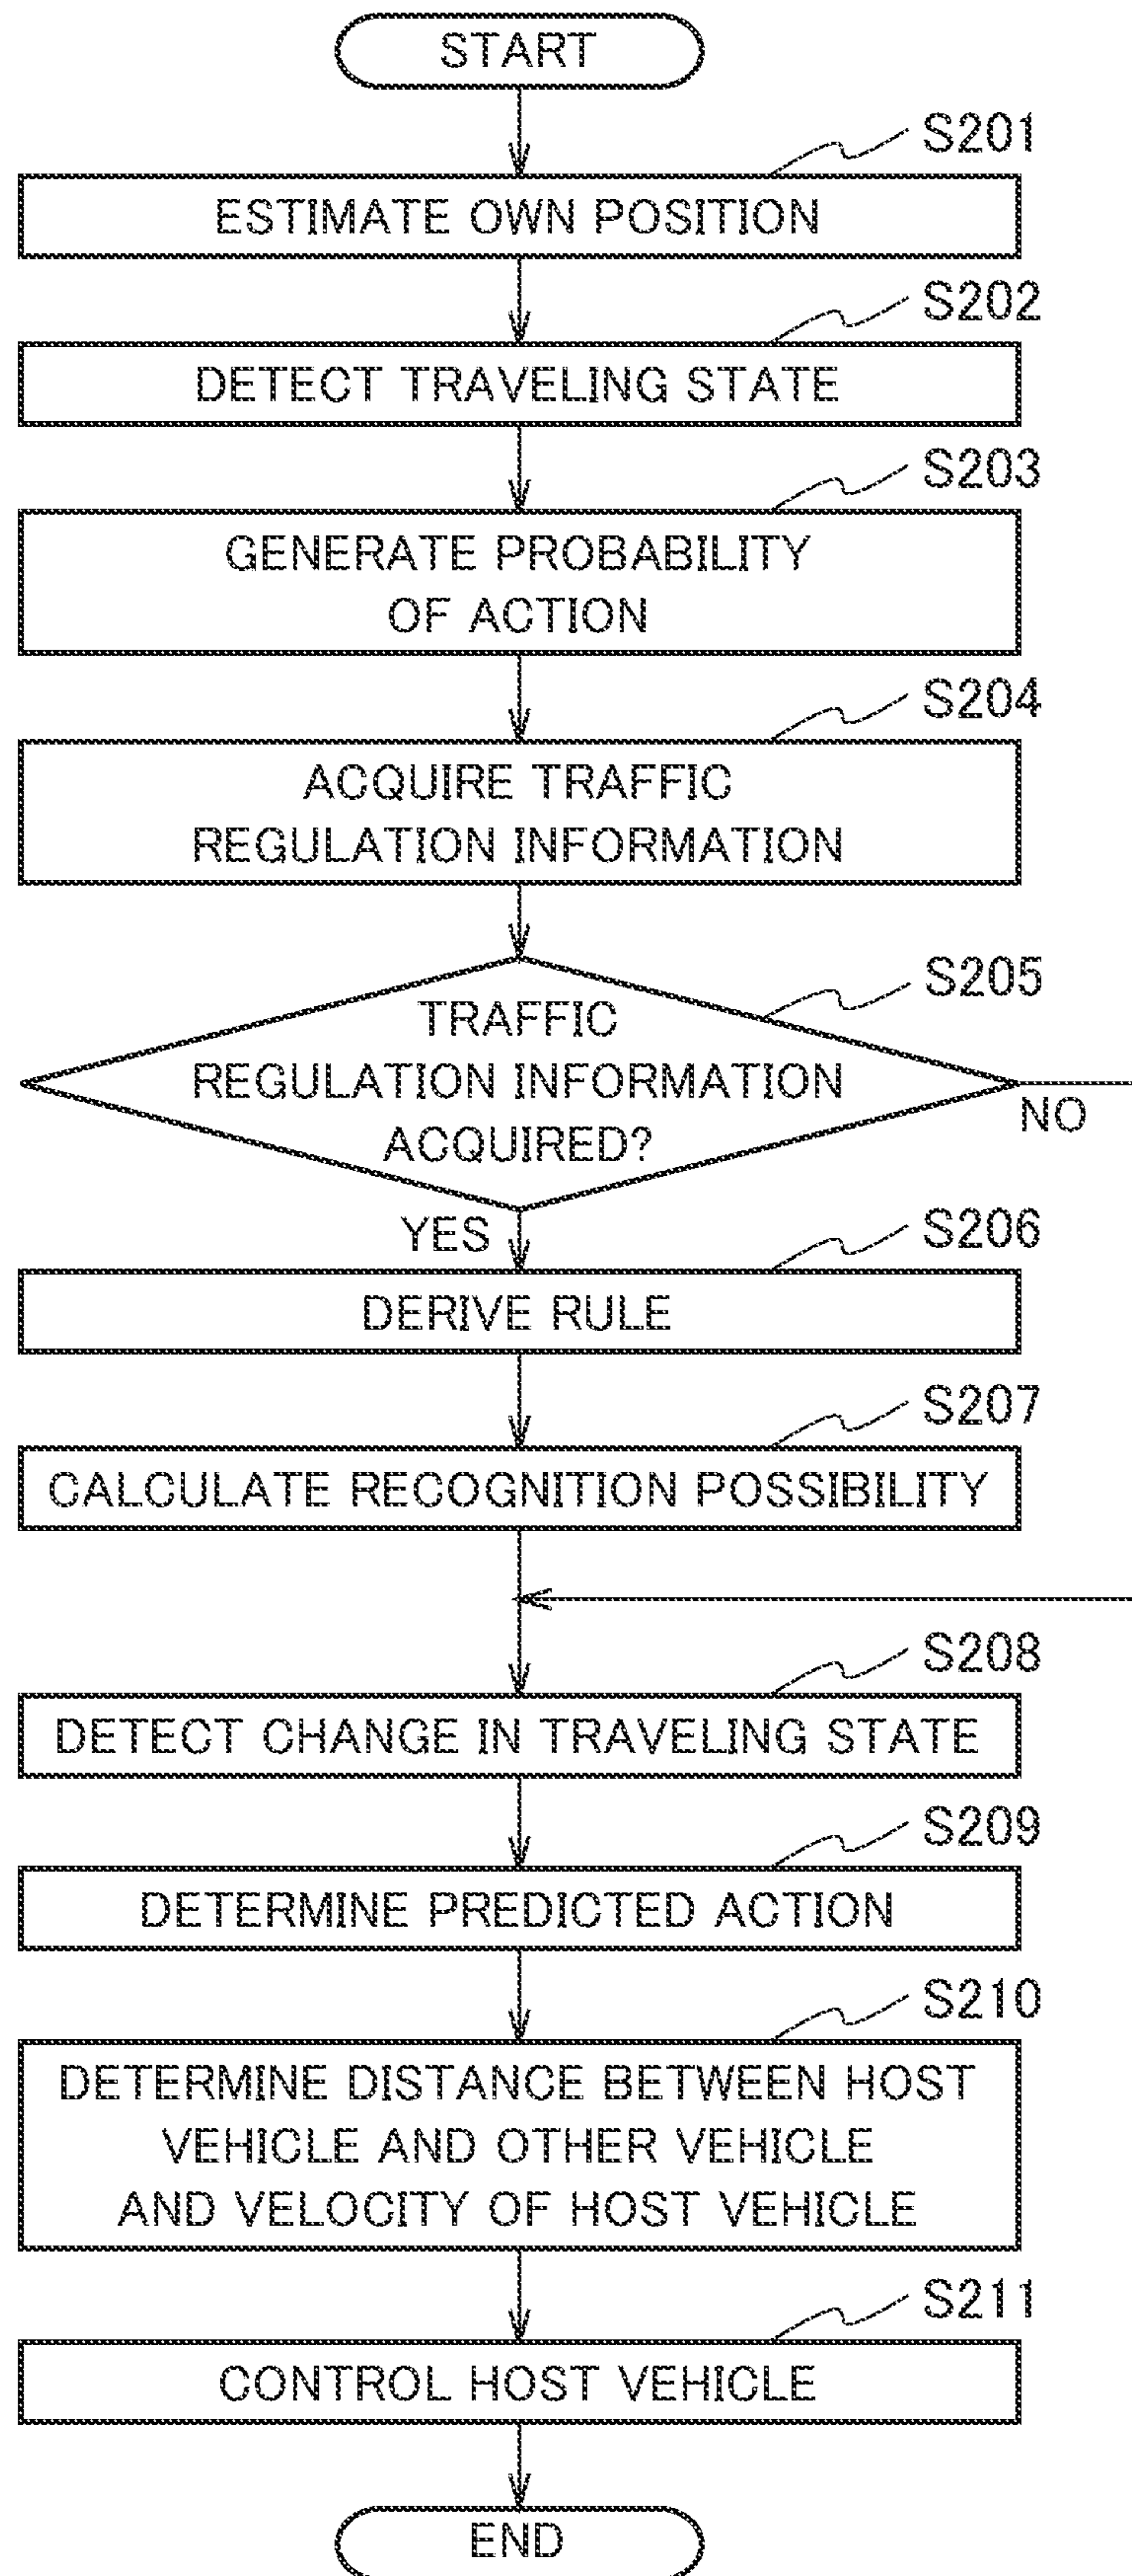 START
S201
ESTIMATE OWN POSITION
S202
DETECT TRAVELING STATE
S203
GENERATE PROBABILITY
OF ACTION
S204
ACQUIRE TRAFFIC
REGULATION INFORMATION
S205
TRAFFIC
REGULATION INFORMATION
ACQUIRED?
NO
YES
S206
DERIVE RULE
S207
CALCULATE RECOGNITION POSSIBILITY
S208
DETECT CHANGE IN TRAVELING STATE
S209
DETERMINE PREDICTED ACTION
S210
DETERMINE DISTANCE BETWEEN HOST
VEHICLE AND OTHER VEHICLE
AND VELOCITY OF HOST VEHICLE
S211
CONTROL HOST VEHICLE
END